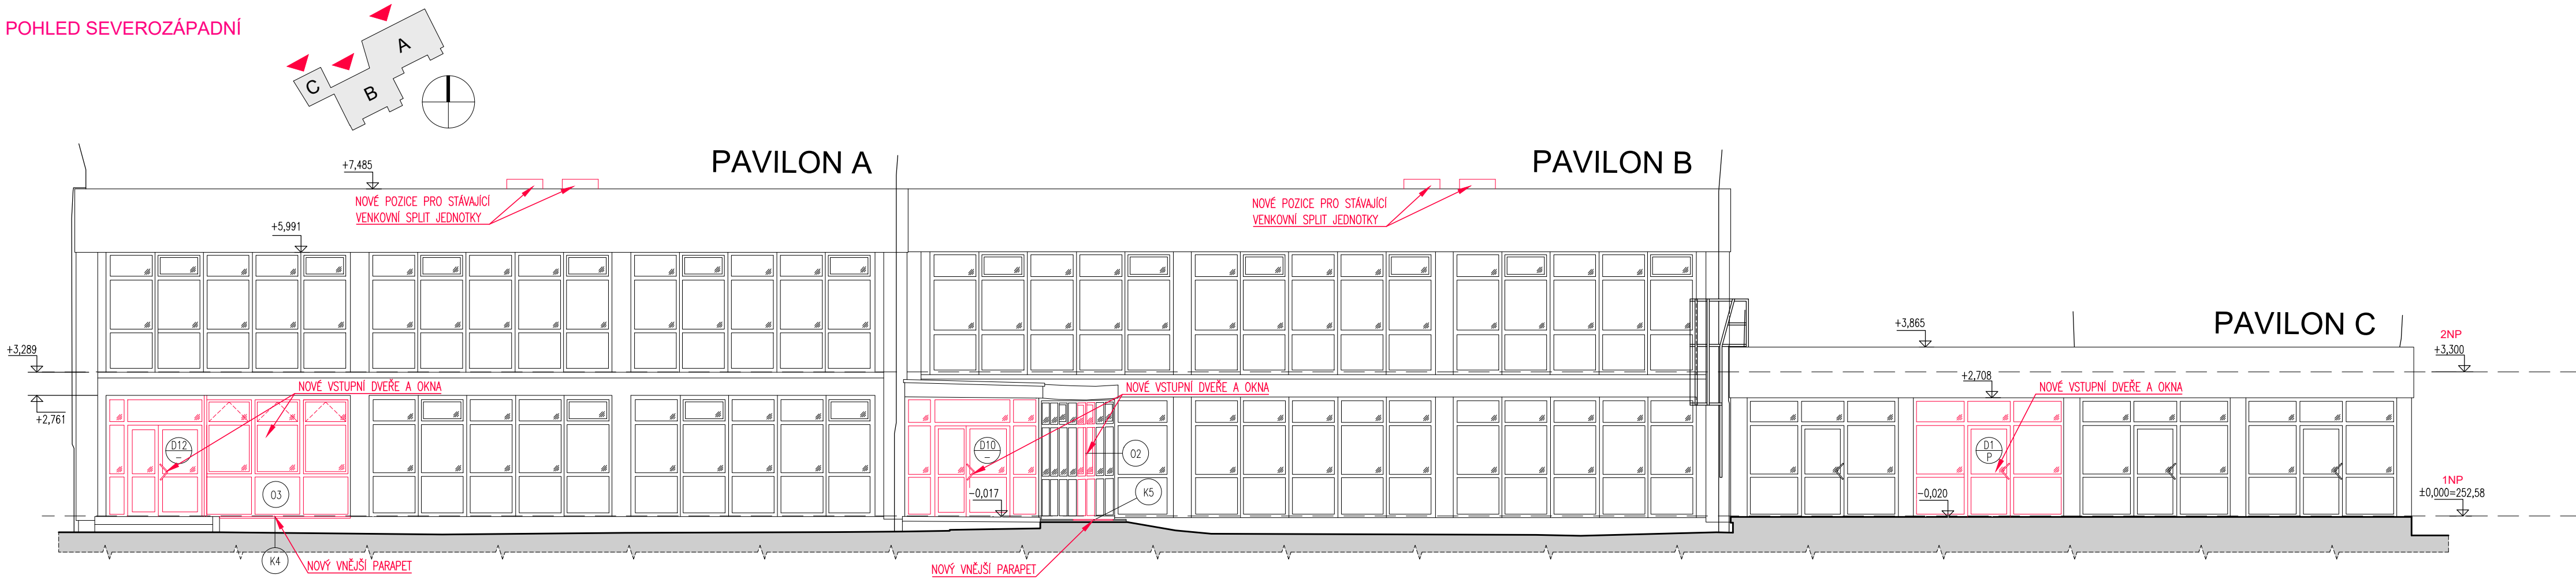 POHLED SEVEROZÁPADNÍ
A
B
C
PAVILON A
PAVILON B
PAVILON C
+7,485
NOVÉ POZICE PRO STÁVAJÍCÍ
VENKOVNÍ SPLIT JEDNOTKY
NOVÉ POZICE PRO STÁVAJÍCÍ
VENKOVNÍ SPLIT JEDNOTKY
+5,991
+3,289
+2,761
NOVÉ VSTUPNÍ DVEŘE A OKNA
NOVÉ VSTUPNÍ DVEŘE A OKNA
NOVÉ VSTUPNÍ DVEŘE A OKNA
+3,865
+2,708
2NP
+3,300
D12
–
O3
D10
–
O2
K5
-0,017
D1
P
-0,020
1NP
±0,000=252,58
K4
NOVÝ VNĚJŠÍ PARAPET
NOVÝ VNĚJŠÍ PARAPET